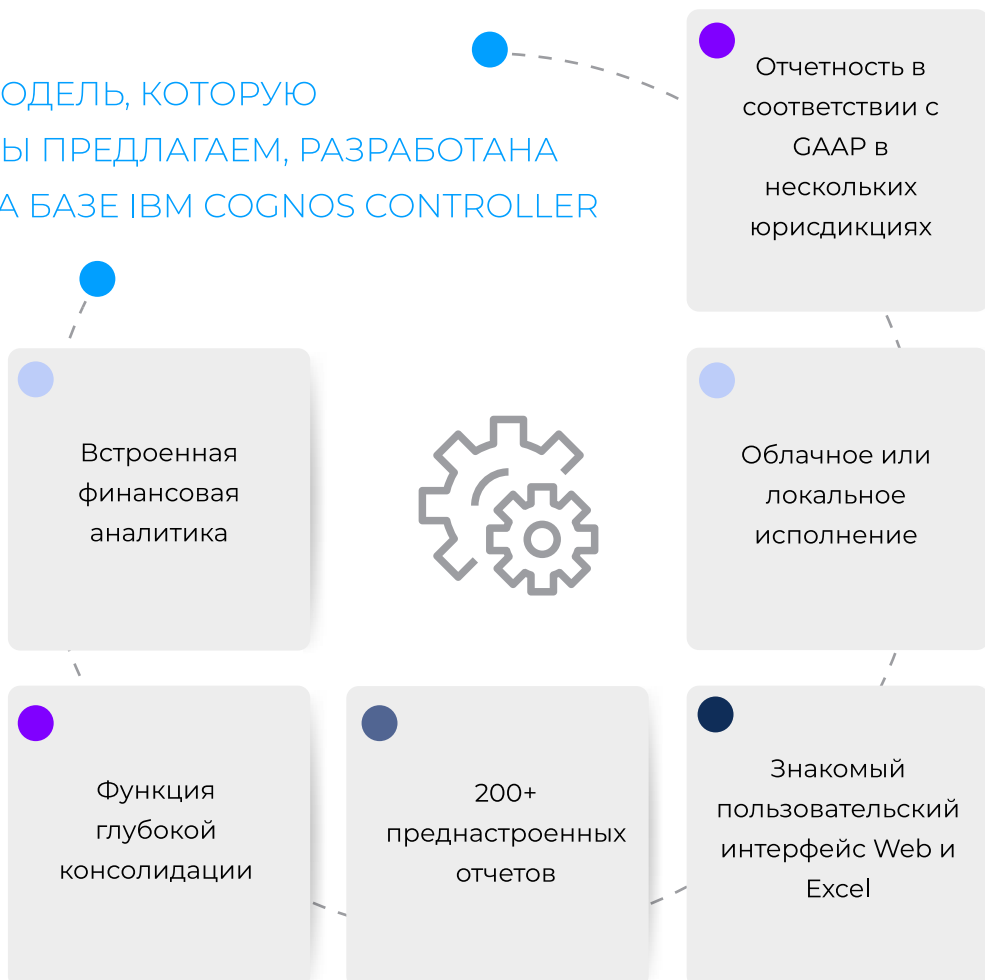 ОДЕЛЬ, КОТОРУЮ
Ы ПРЕДЛАГАЕМ, РАЗРАБОТАНА
А БАЗЕ IBM COGNOS CONTROLLER
Отчетность в
соответствии с
GAAP в
нескольких
юрисдикциях
Встроенная
финансовая
аналитика
Облачное или
локальное
исполнение
Функция
глубокой
консолидации
200+
преднастроенных
отчетов
Знакомый
пользовательский
интерфейс Web и
Excel